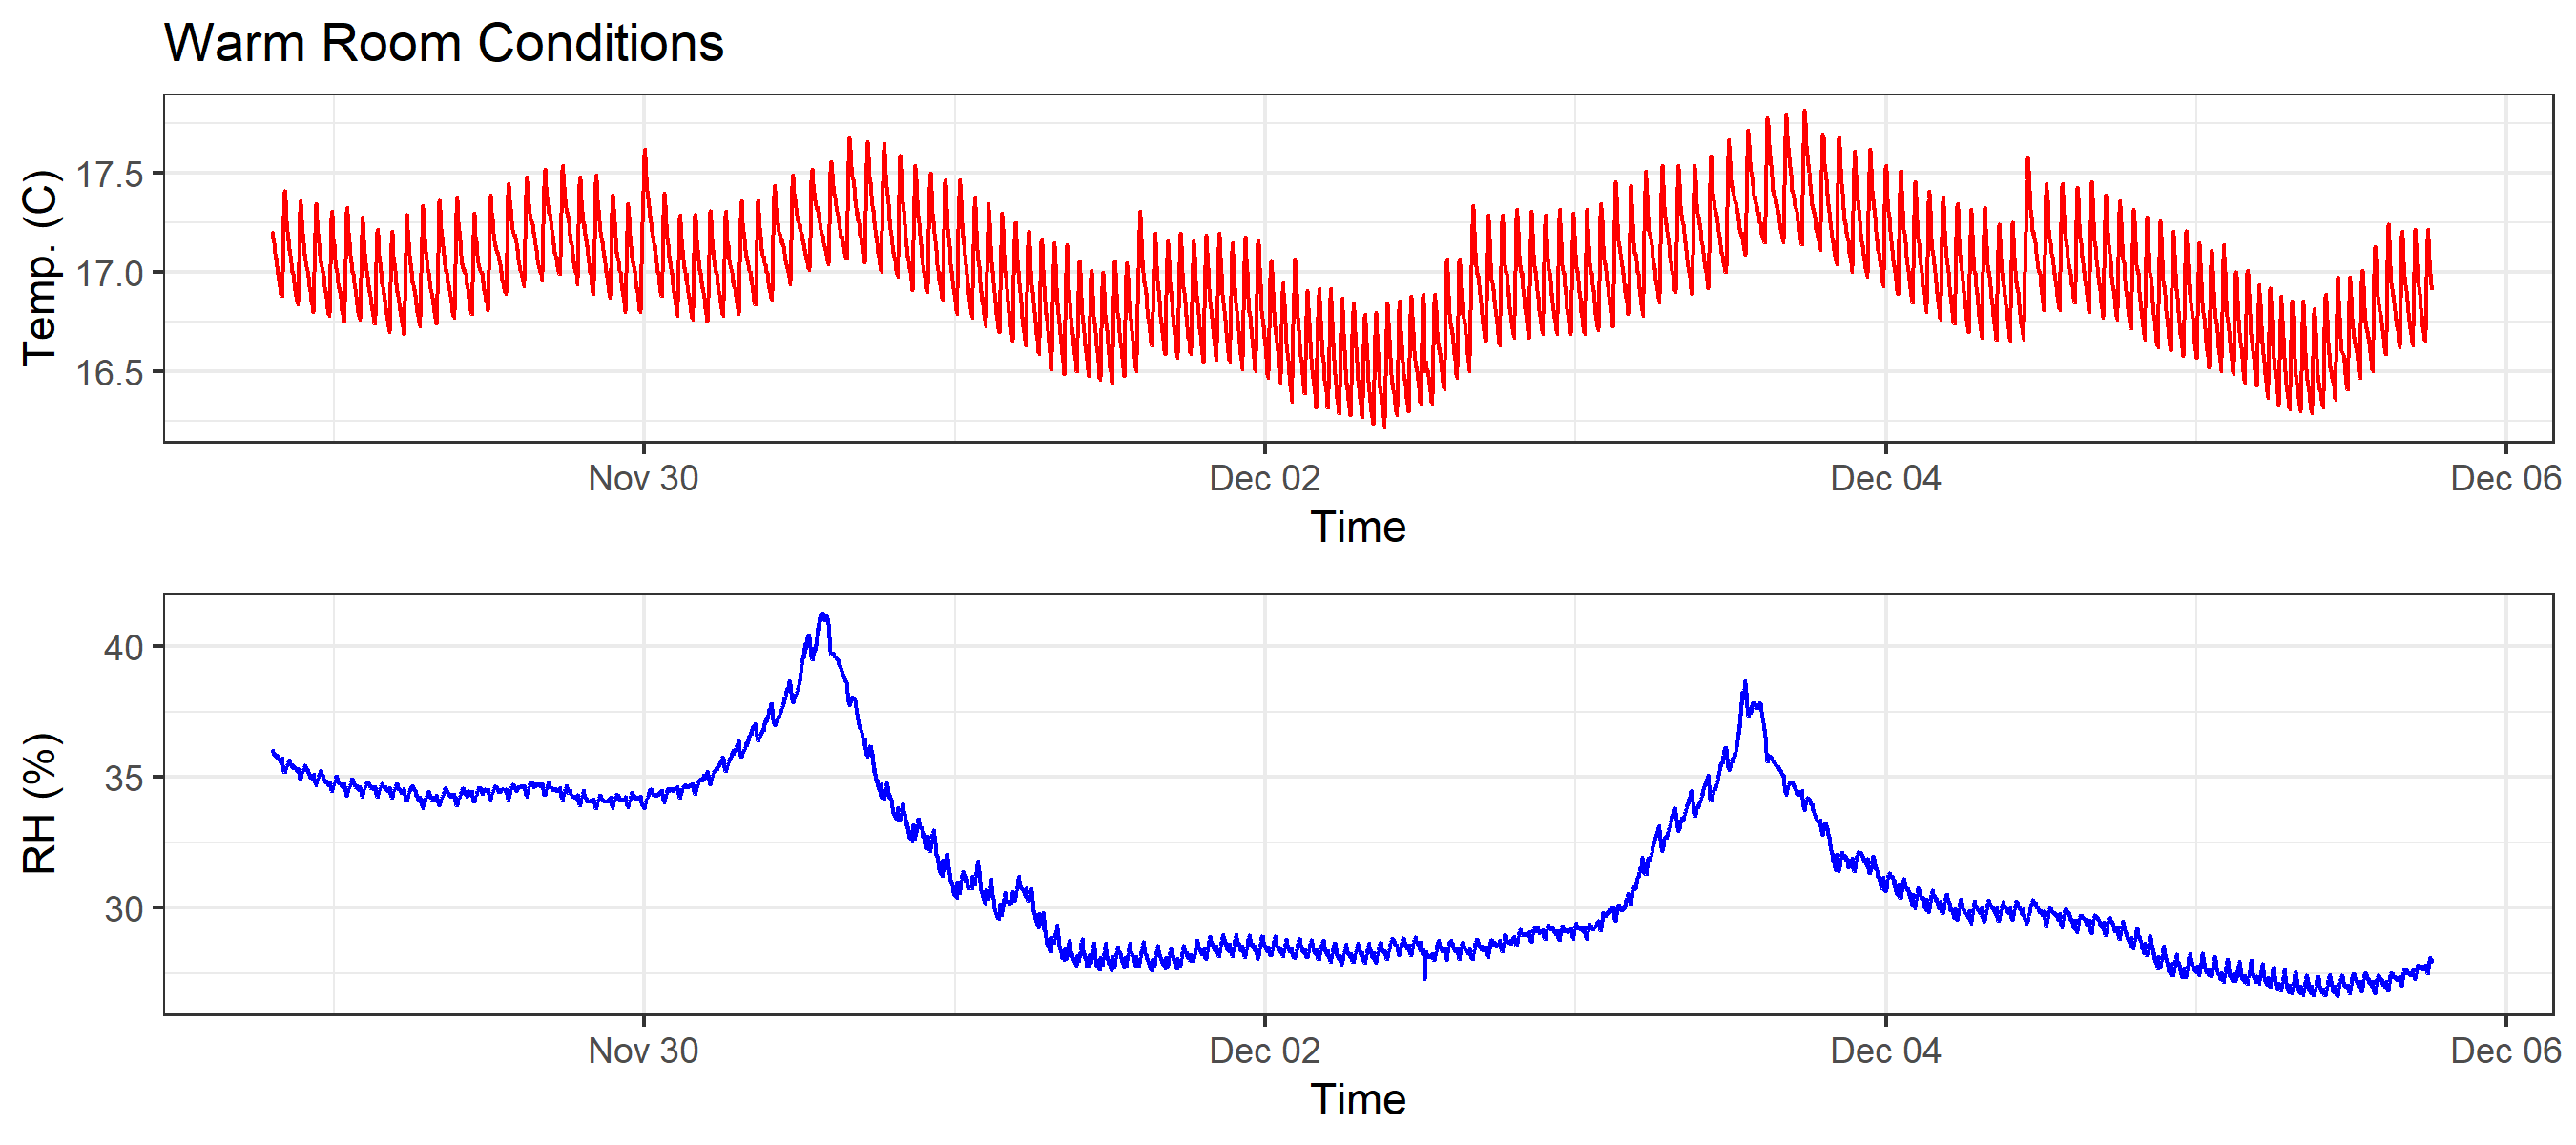 Warm Room Conditions
Temp. (C)
17.5
17.0
16.5
Nov 30 Dec 02 Dec 04 Dec 06
Time
RH (%)
40
35
30
Nov 30 Dec 02 Dec 04 Dec 06
Time